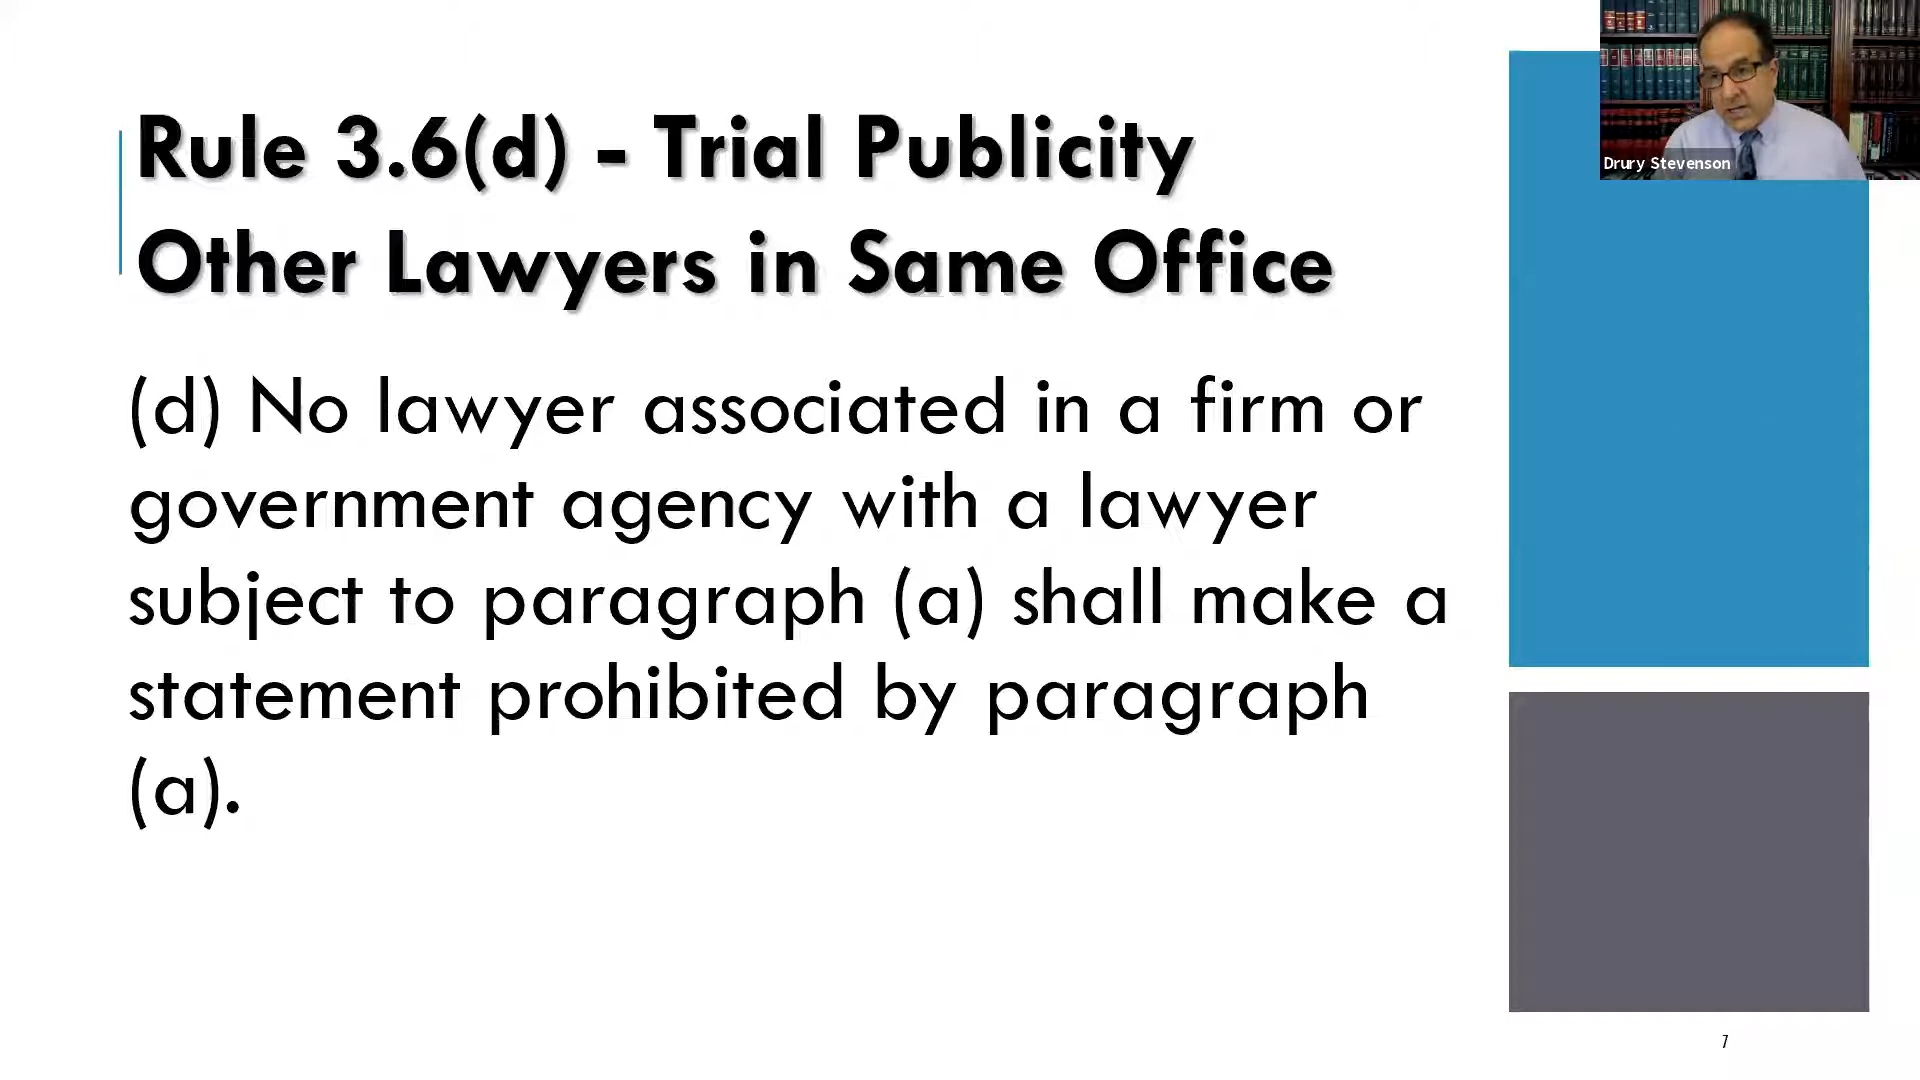 Rule 3.6(d) - Trial Publicity
Other Lawyers in Same Office
(d) No lawyer associated in a firm or
government agency with a lawyer
subject to paragraph (a) shall make a
statement prohibited by paragraph
(a).
Drury Stevenson
7